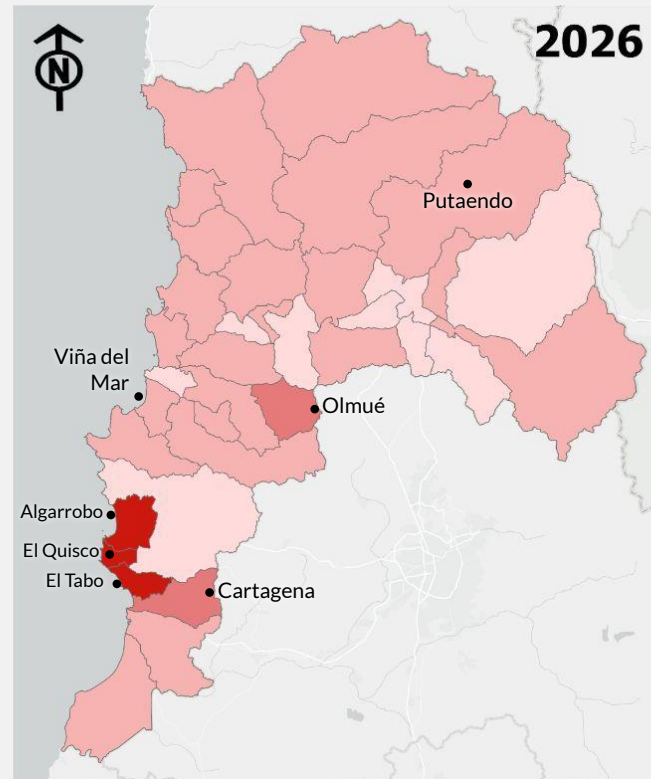 N
2026
Putaendo
Viña del
Mar
Olmué
Algarrobo
El Quisco
El Tabo
Cartagena